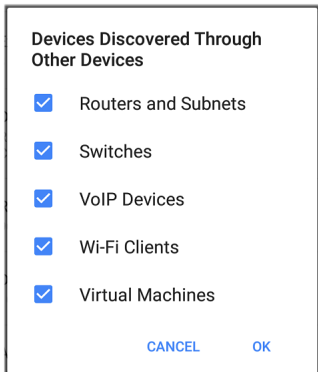 Devices Discovered Through
Other Devices
Routers and Subnets
Switches
VoIP Devices
Wi-Fi Clients
Virtual Machines
CANCEL OK